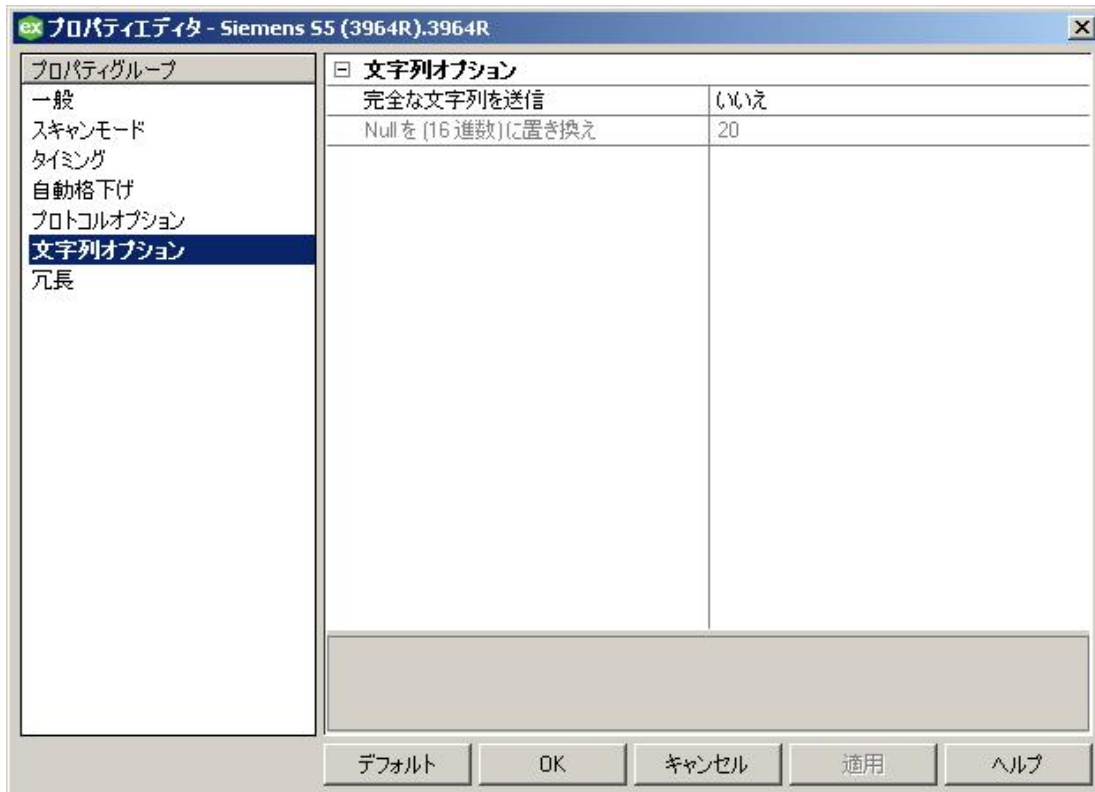 ex プロパティエディタ - Siemens S5 (3964R).3964R
プロパティグループ
一般
スキャンモード
タイミング
自動格下げ
プロトコルオプション
文字列オプション
冗長
文字列オプション
完全な文字列を送信 いいえ
Nullを(16進数)に置き換え 20
デフォルト OK キャンセル 適用 ヘルプ